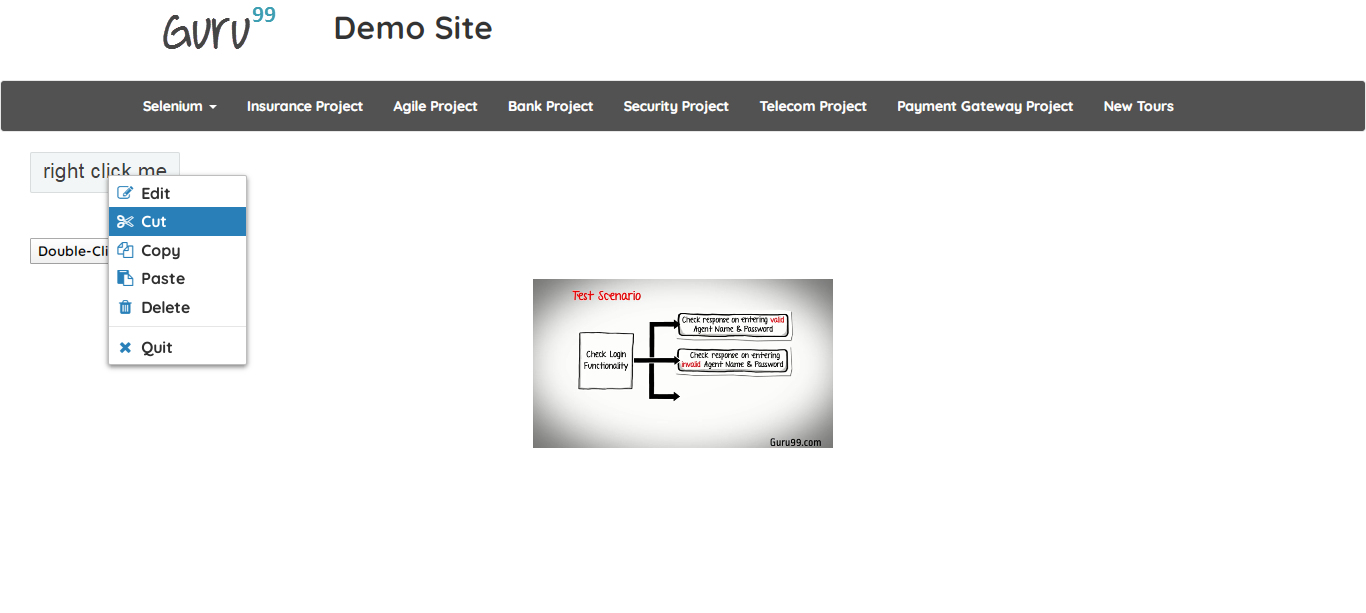 Guru99
Demo Site
Selenium Insurance Project Agile Project Bank Project Security Project Telecom Project Payment Gateway Project New Tours
right click me
Edit
Cut
Double-Cli
Copy
Paste
Delete
Quit
Test Scenario
Check Login
Functionality
Check response on entering valid
Agent Name & Password
Check response on entering
invalid Agent Name & Password
Guru99.com